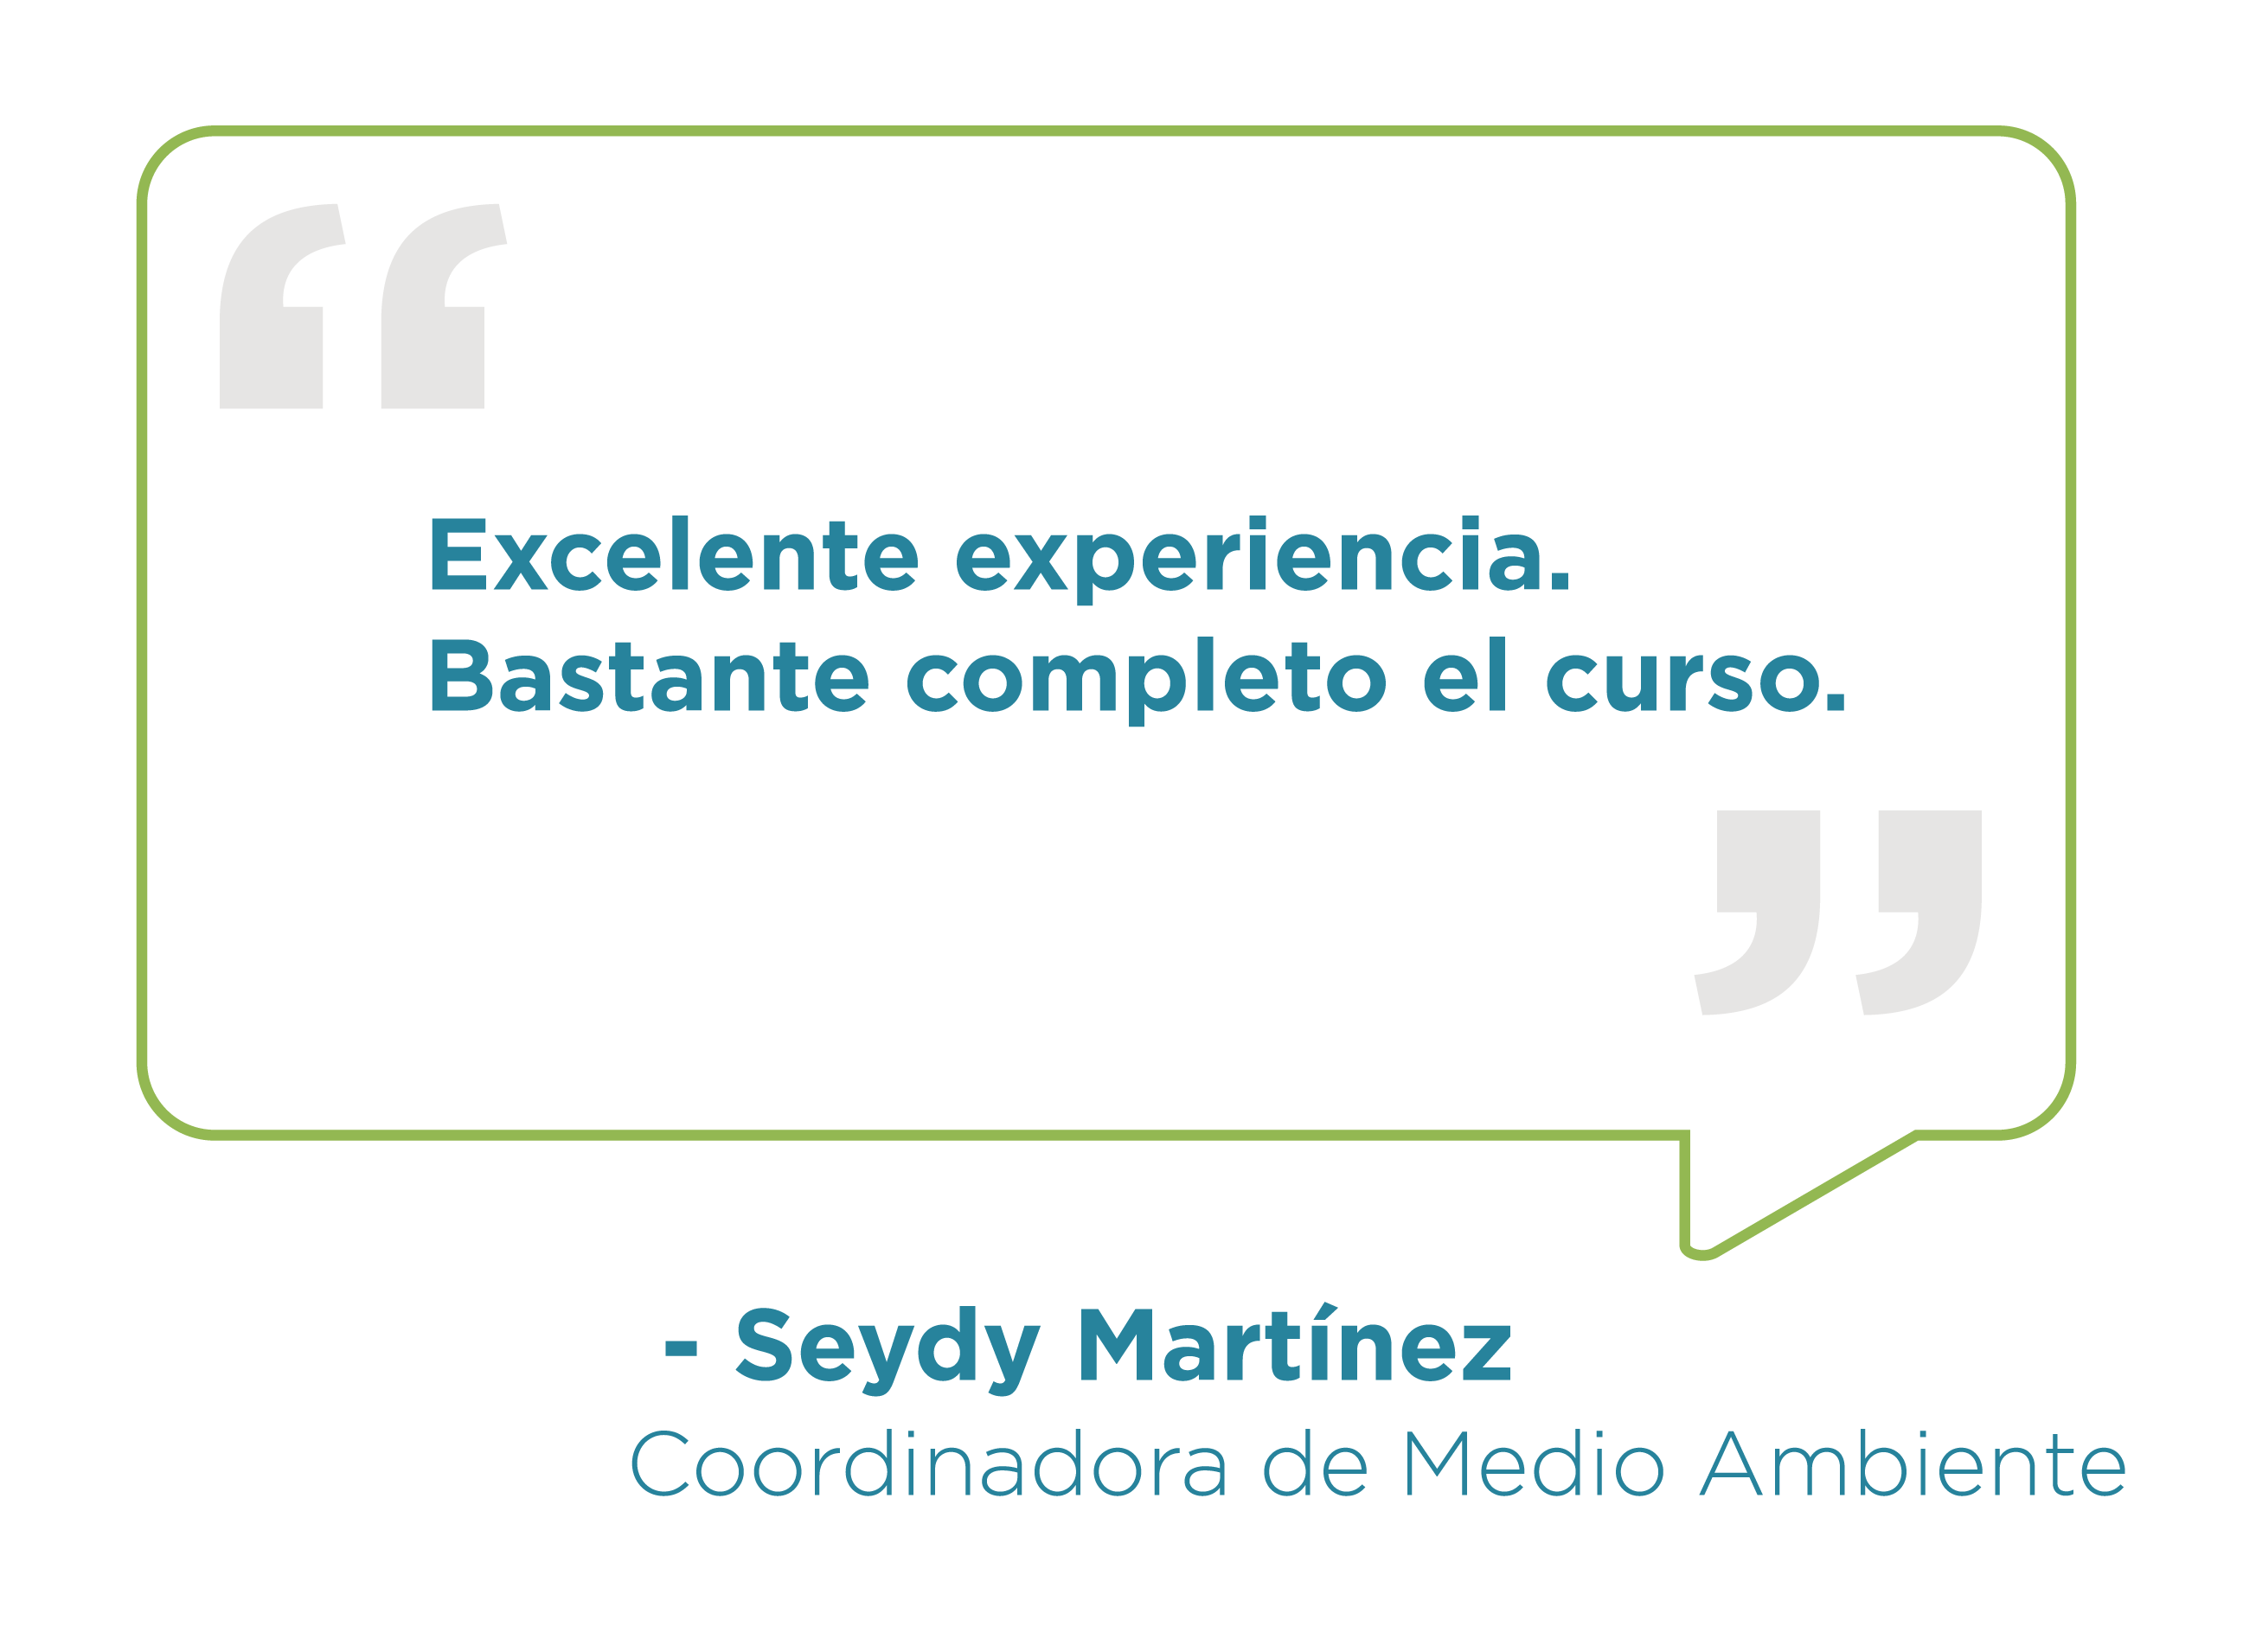 Excelente experiencia.
Bastante completo el curso.
- Seydy Martínez
Coordinadora de Medio Ambiente